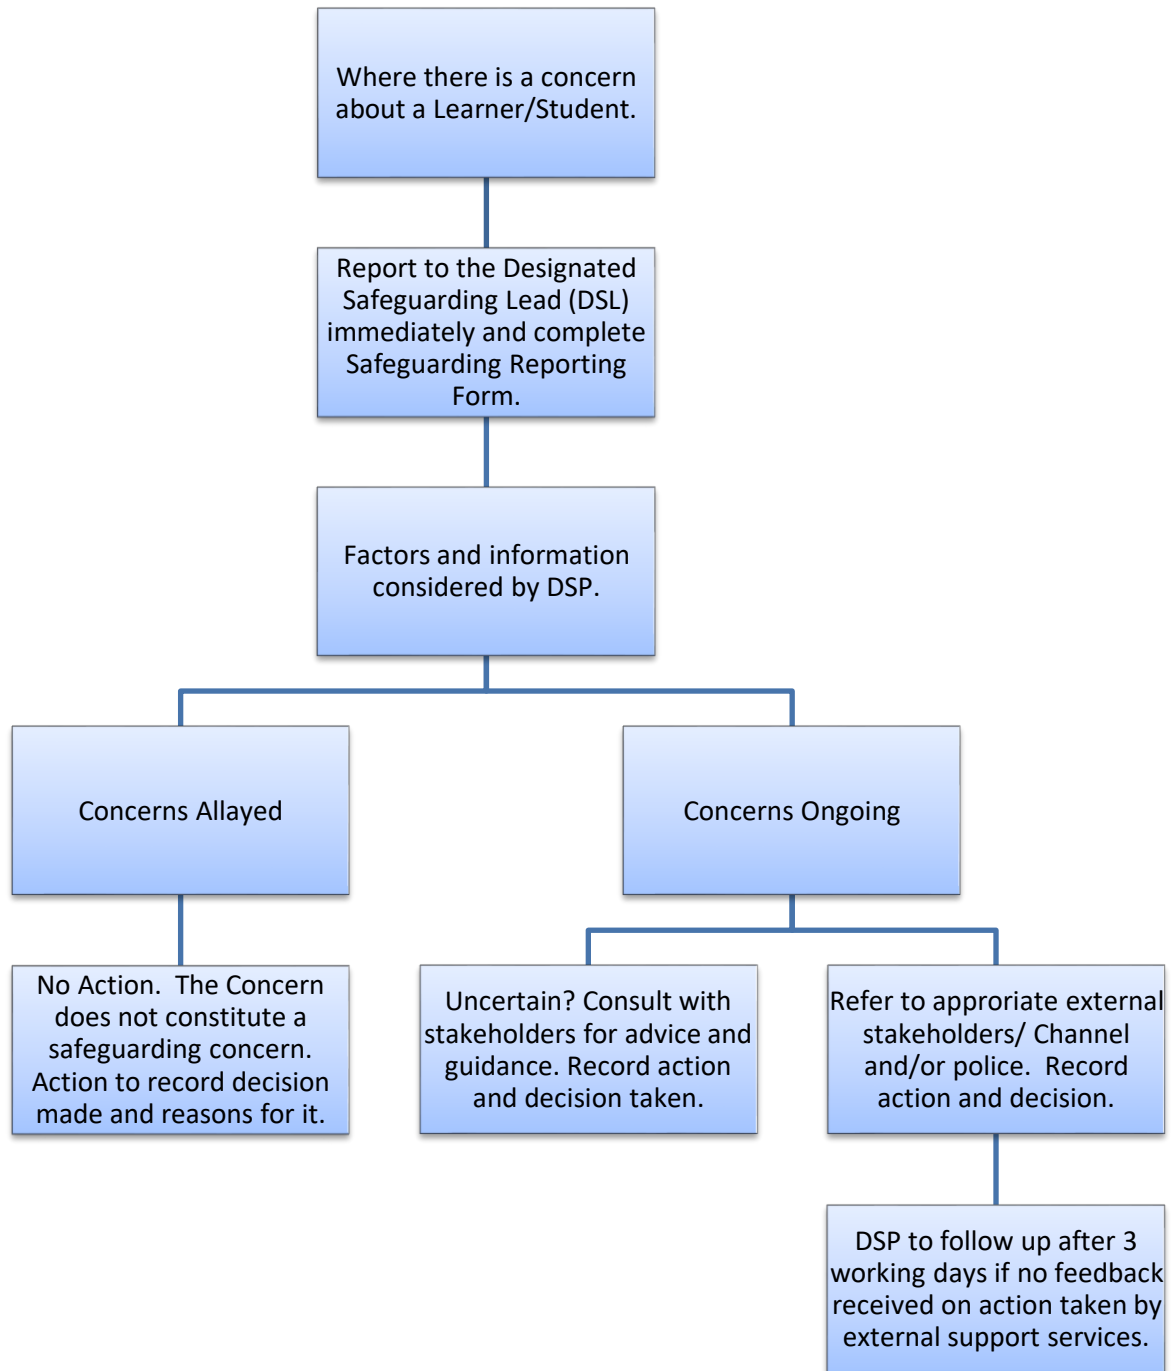 Where there is a concern
about a Learner/Student.
Report to the Designated
Safeguarding Lead (DSL)
immediately and complete
Safeguarding Reporting
Form.
Factors and information
considered by DSP.
Concerns Allayed
Concerns Ongoing
No Action.  The Concern
does not constitute a
safeguarding concern.
Action to record decision
made and reasons for it.
Uncertain? Consult with
stakeholders for advice and
guidance. Record action
and decision taken.
Refer to approriate external
stakeholders/ Channel
and/or police.  Record
action and decision.
DSP to follow up after 3
working days if no feedback
received on action taken by
external support services.